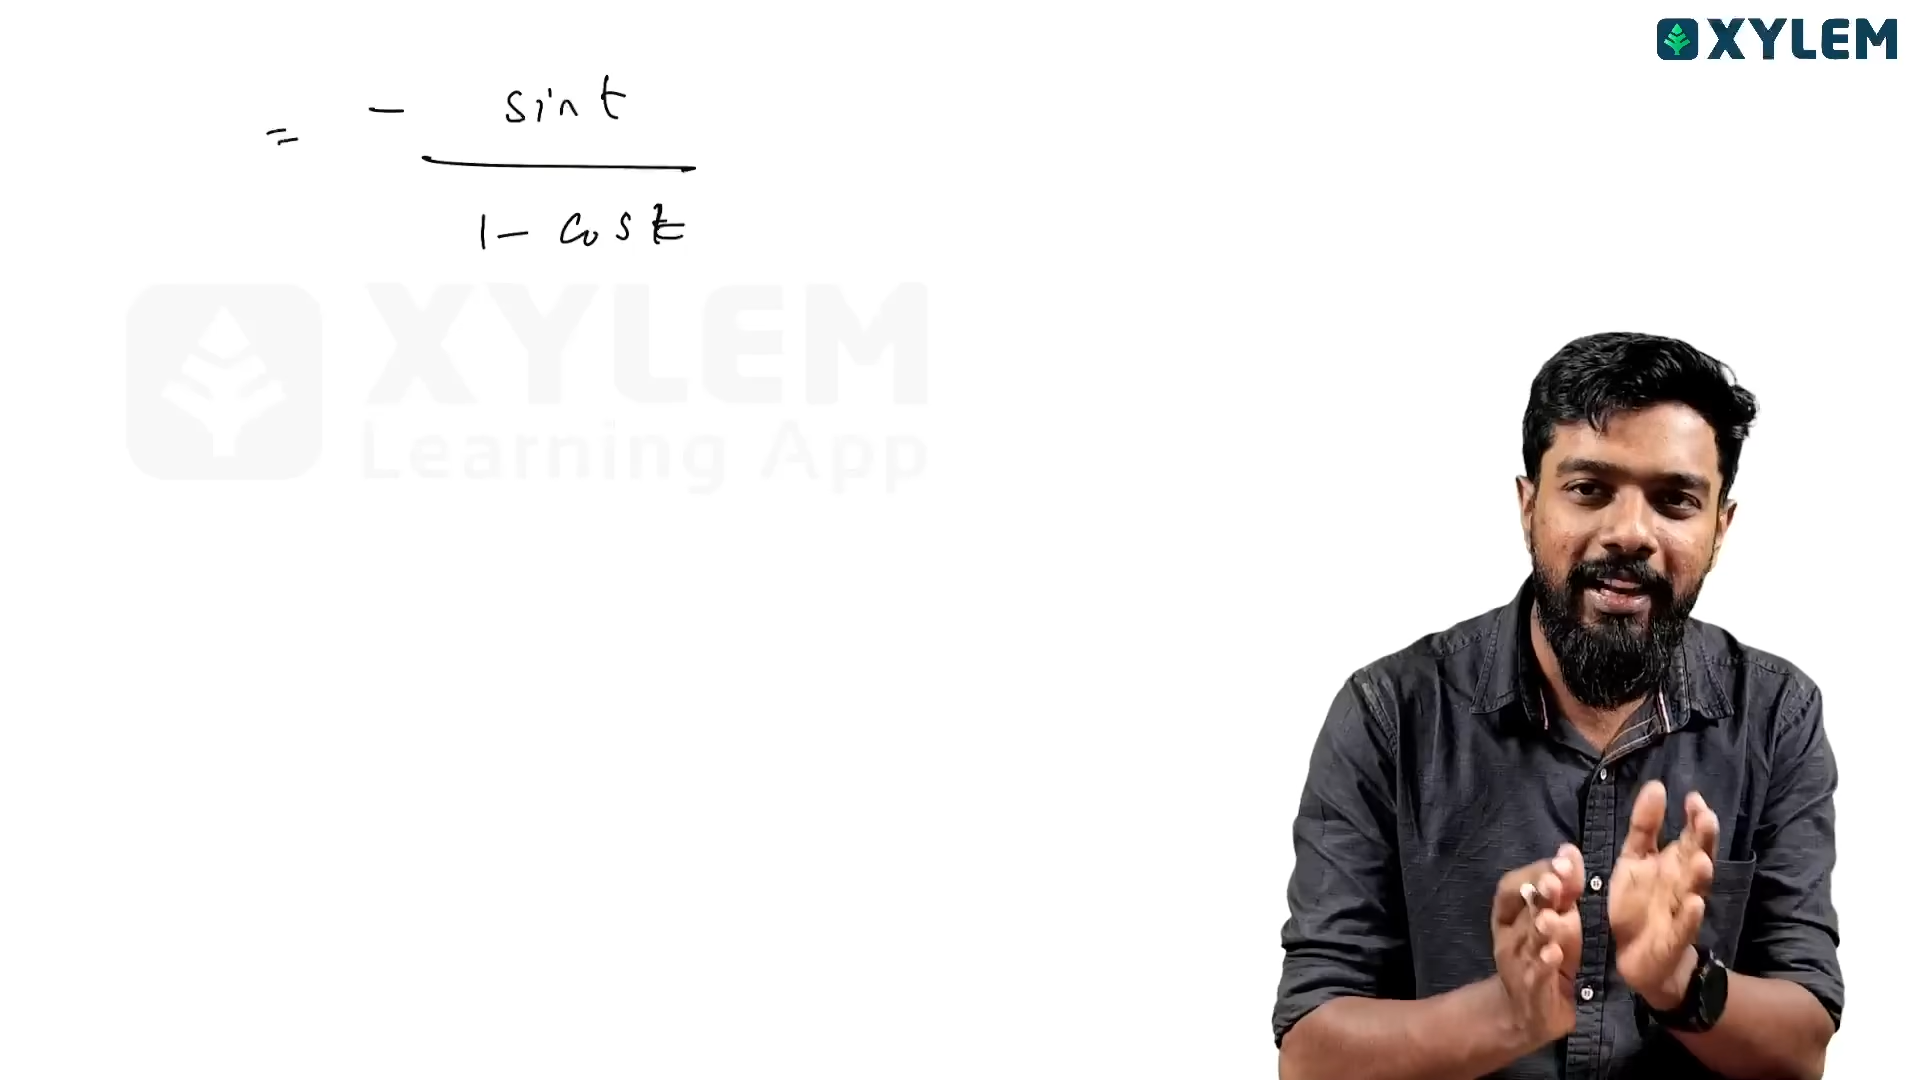 XYLEM
= - sin t
1 - cos t
XYLEM
Learning App